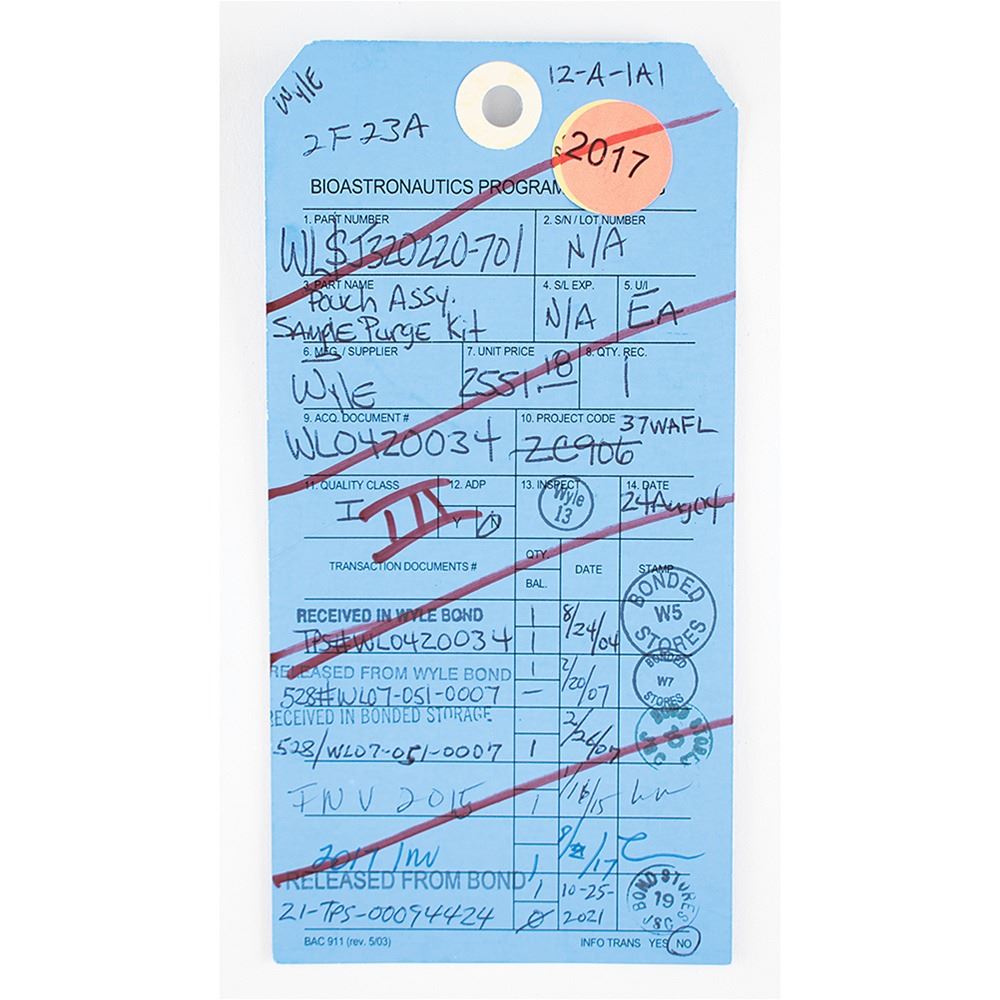 Wyle
12-A-1A1
2F23A
2017
BIOASTRONAUTICS PROGRAM
1. PART NUMBER 2. S/N / LOT NUMBER
WLSJ320220-701 N/A
3. PART NAME 4. S/L EXP. 5. U/I
Pouch Assy. N/A EA
Sample Purge Kit
6. MFG. / SUPPLIER 7. UNIT PRICE 8. QTY. REC.
Wyle 2551.18 1
9. ACQ. DOCUMENT # 10. PROJECT CODE 37WAFL
WL0420034 ZC906
11. QUALITY CLASS 12. ADP 13. INSPECT 14. DATE
I III Y N Wyle 13 24Aug04
TRANSACTION DOCUMENTS # QTY. BAL. DATE STAMP
RECEIVED IN WYLE BOND 1 8/24/04 BONDED W5 STORES
TPS#WL0420034 1
RELEASED FROM WYLE BOND 1 2/20/07 BONDED W7 STORES
528#WL07-051-0007 —
RECEIVED IN BONDED STORAGE 2/26/07 BOND STORES 10 JSC
528/WL07-051-0007 1
INV 2015 1
2017 Inv 1
RELEASED FROM BOND 1 10-25- BOND STORES 19 JSC
21-TPS-00094424 Ø 2021
BAC 911 (rev. 5/03) INFO TRANS YES NO